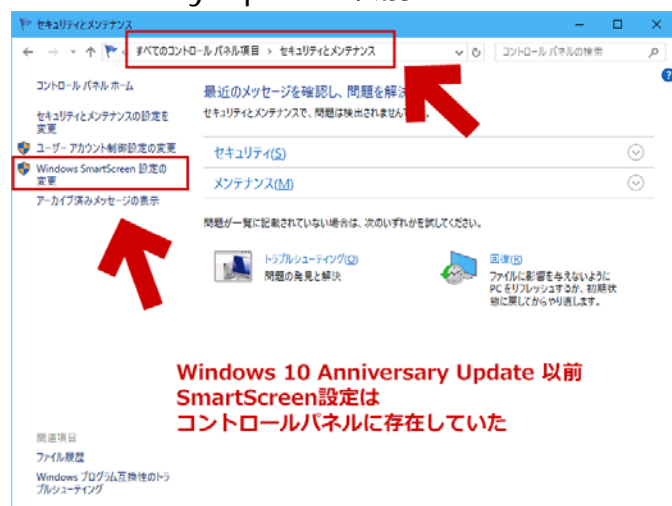 セキュリティとメンテナンス
すべてのコントロール パネル項目 › セキュリティとメンテナンス
コントロール パネルの検索
コントロール パネル ホーム
セキュリティとメンテナンスの設定を
変更
ユーザー アカウント制御設定の変更
Windows SmartScreen 設定の
変更
アーカイブ済みメッセージの表示
最近のメッセージを確認し、問題を解
セキュリティとメンテナンスで、問題は検出されません
セキュリティ(S)
メンテナンス(M)
問題が一覧に記載されていない場合は、次のいずれかを試してください。
トラブルシューティング(O)
問題の発見と解決
回復(R)
ファイルに影響を与えないように
PC をリフレッシュするか、初期状
態に戻してからやり直します。
Windows 10 Anniversary Update 以前
SmartScreen設定は
コントロールパネルに存在していた
関連項目
ファイル履歴
Windows プログラム互換性のトラ
ブルシューティング